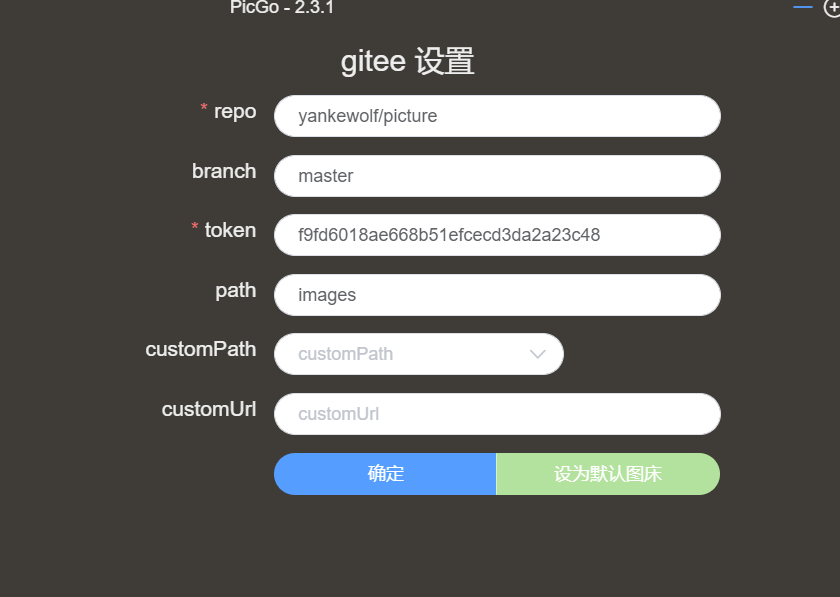 PicGo - 2.3.1
gitee 设置
* repo
yankewolf/picture
branch
master
* token
f9fd6018ae668b51efcecd3da2a23c48
path
images
customPath
customPath
customUrl
customUrl
确定
设为默认图床